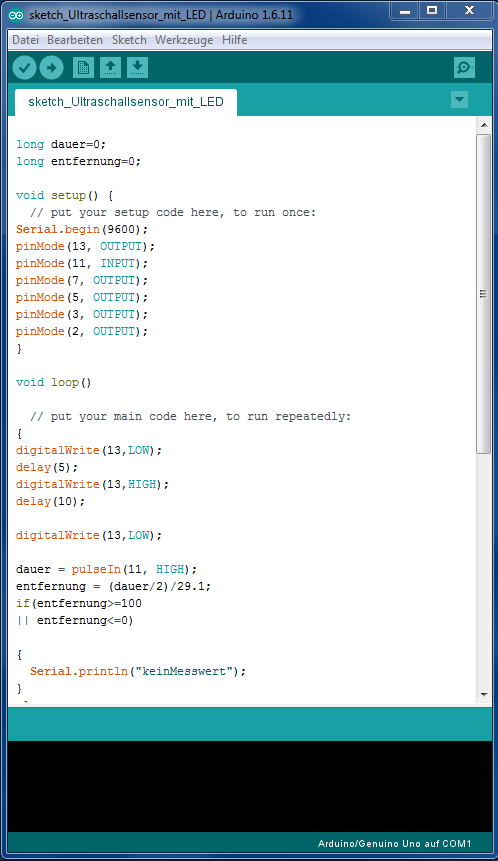 sketch_Ultraschallsensor_mit_LED | Arduino 1.6.11
Datei Bearbeiten Sketch Werkzeuge Hilfe
sketch_Ultraschallsensor_mit_LED
long dauer=0;
long entfernung=0;
void setup() {
// put your setup code here, to run once:
Serial.begin(9600);
pinMode(13, OUTPUT);
pinMode(11, INPUT);
pinMode(7, OUTPUT);
pinMode(5, OUTPUT);
pinMode(3, OUTPUT);
pinMode(2, OUTPUT);
}
void loop()
// put your main code here, to run repeatedly:
{
digitalWrite(13,LOW);
delay(5);
digitalWrite(13,HIGH);
delay(10);
digitalWrite(13,LOW);
dauer = pulseIn(11, HIGH);
entfernung = (dauer/2)/29.1;
if(entfernung>=100
|| entfernung<=0)
{
Serial.println("keinMesswert");
}
Arduino/Genuino Uno auf COM1